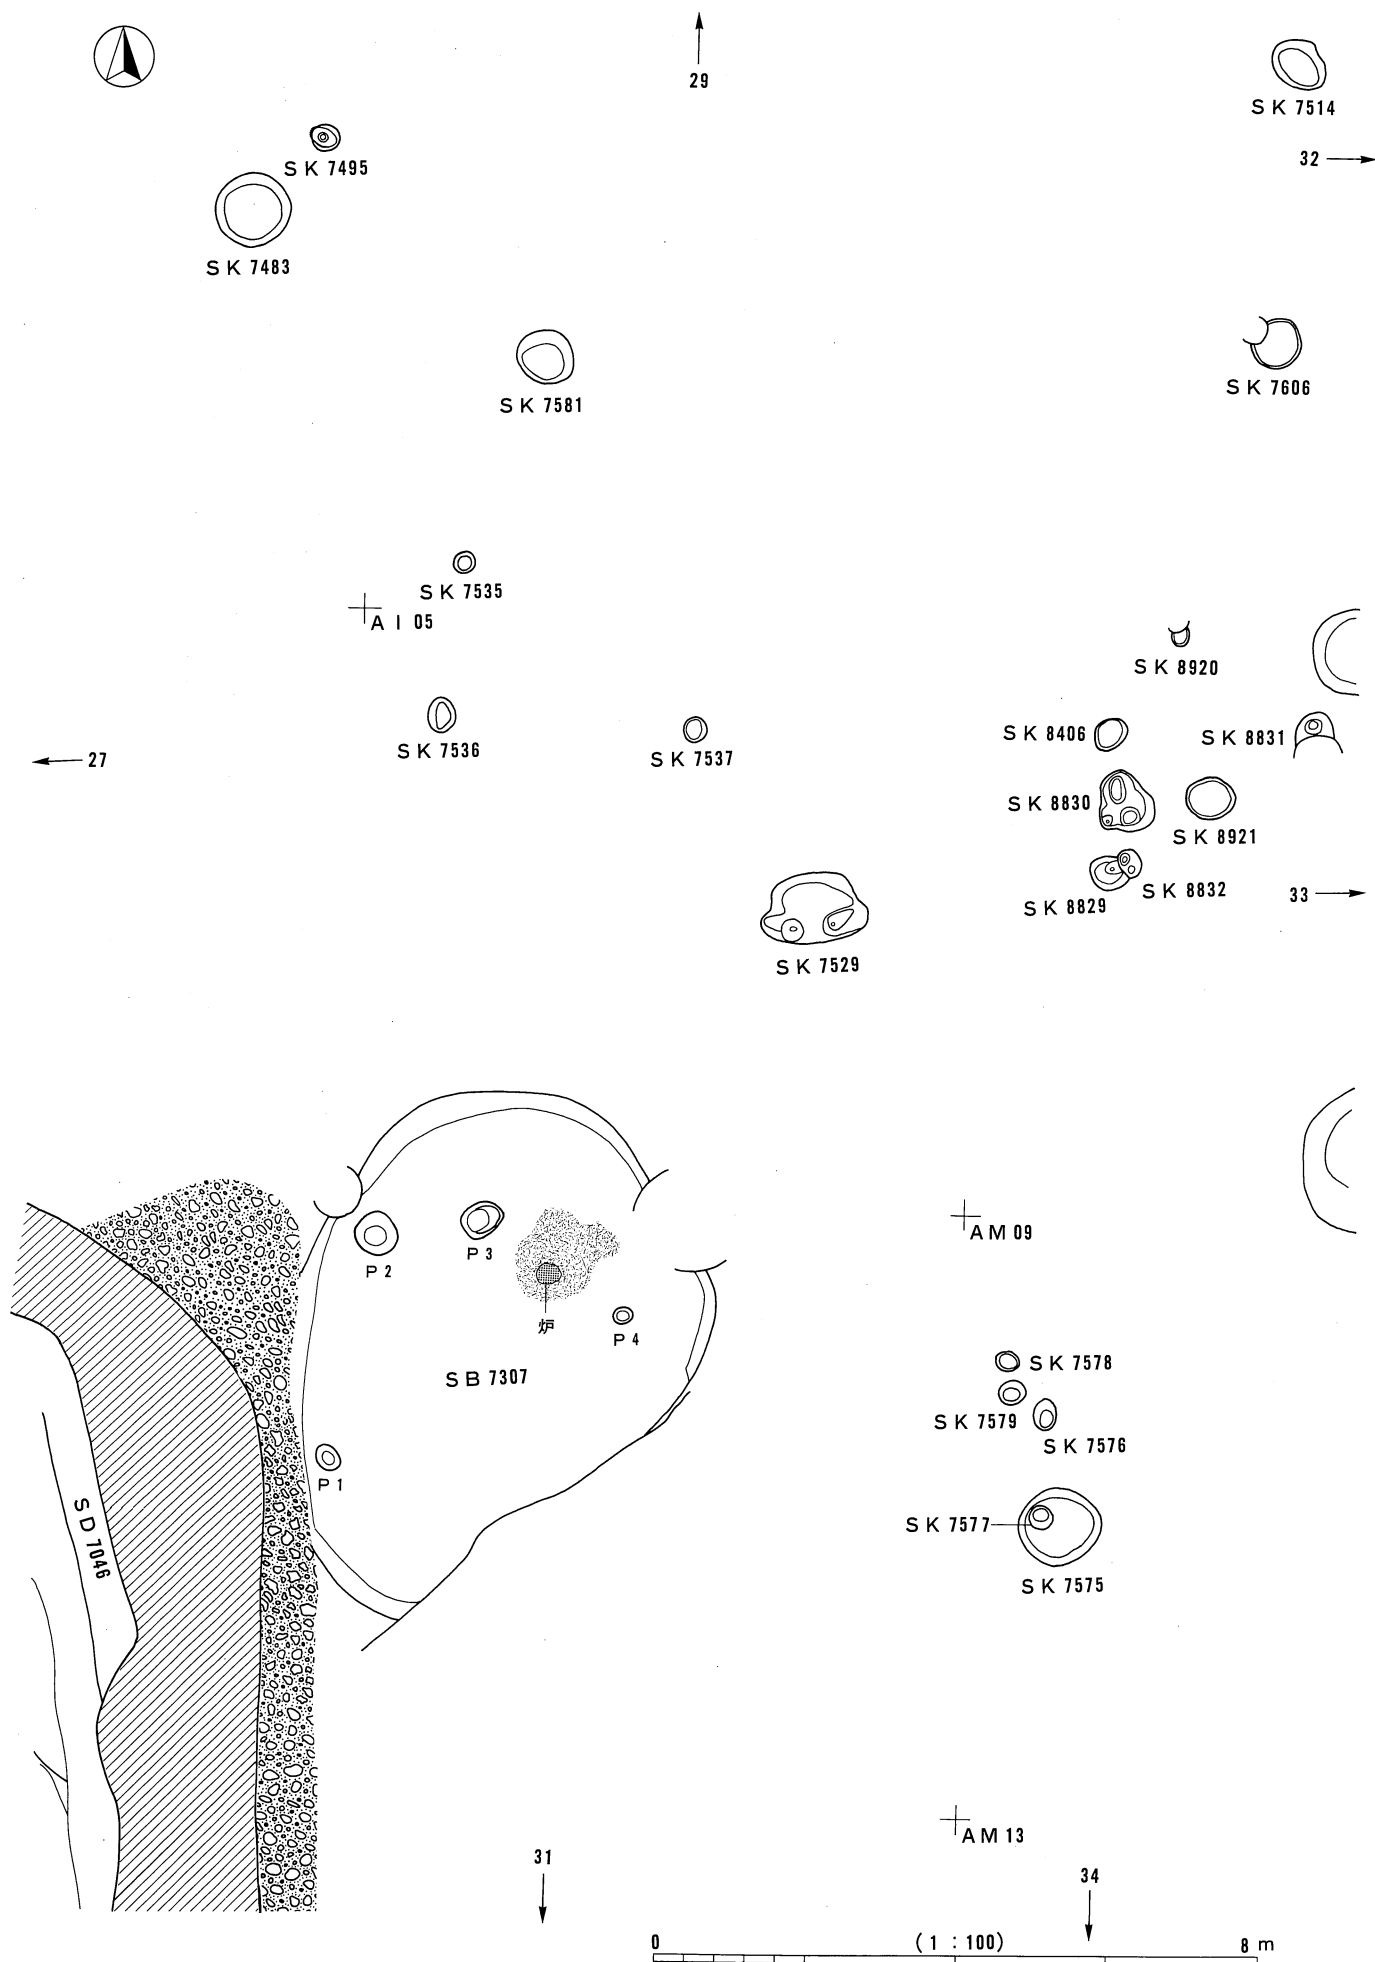 29
SK 7514
32
SK 7495
SK 7483
SK 7581
SK 7606
SK 7535
AI 05
SK 8920
SK 7536
SK 7537
SK 8406
SK 8831
27
SK 8830
SK 8921
SK 8832
SK 8829
33
SK 7529
AM 09
P 2
P 3
炉
P 4
SB 7307
SK 7578
SK 7579
SK 7576
P 1
SD 7046
SK 7577
SK 7575
AM 13
31
34
(1 : 100)
0
8 m